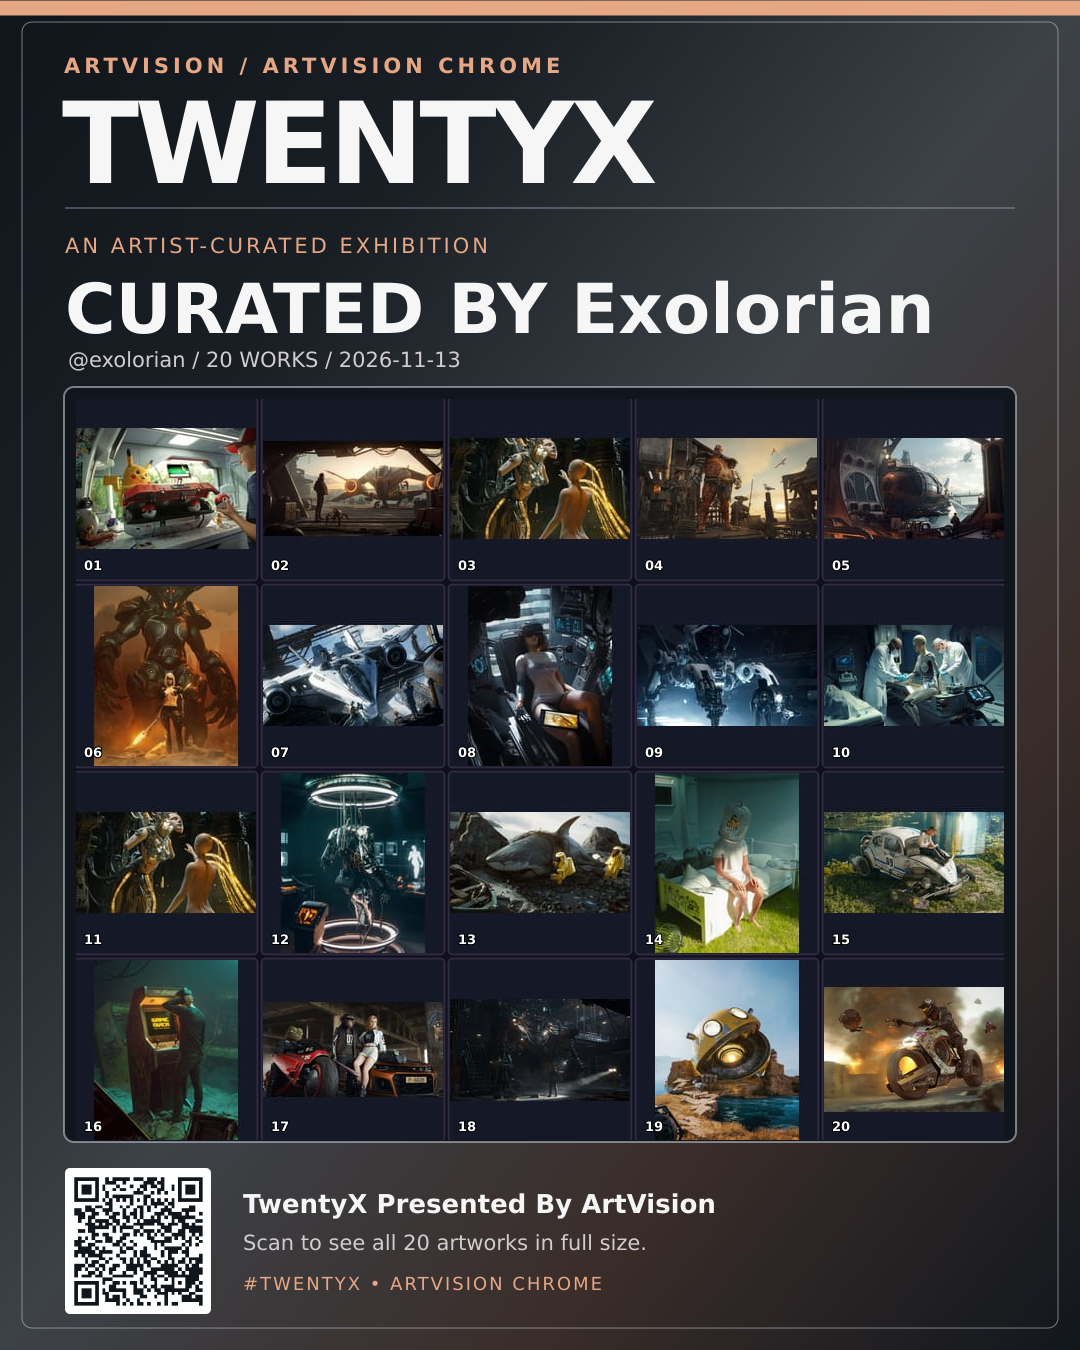 ARTVISION / ARTVISION CHROME
TWENTYX
AN ARTIST-CURATED EXHIBITION
CURATED BY Exolorian
@exolorian / 20 WORKS / 2026-11-13
01
02
03
04
05
06
07
08
09
10
11
12
13
14
15
GAME OVER
16
17
18
19
20
TwentyX Presented By ArtVision
Scan to see all 20 artworks in full size.
#TWENTYX • ARTVISION CHROME